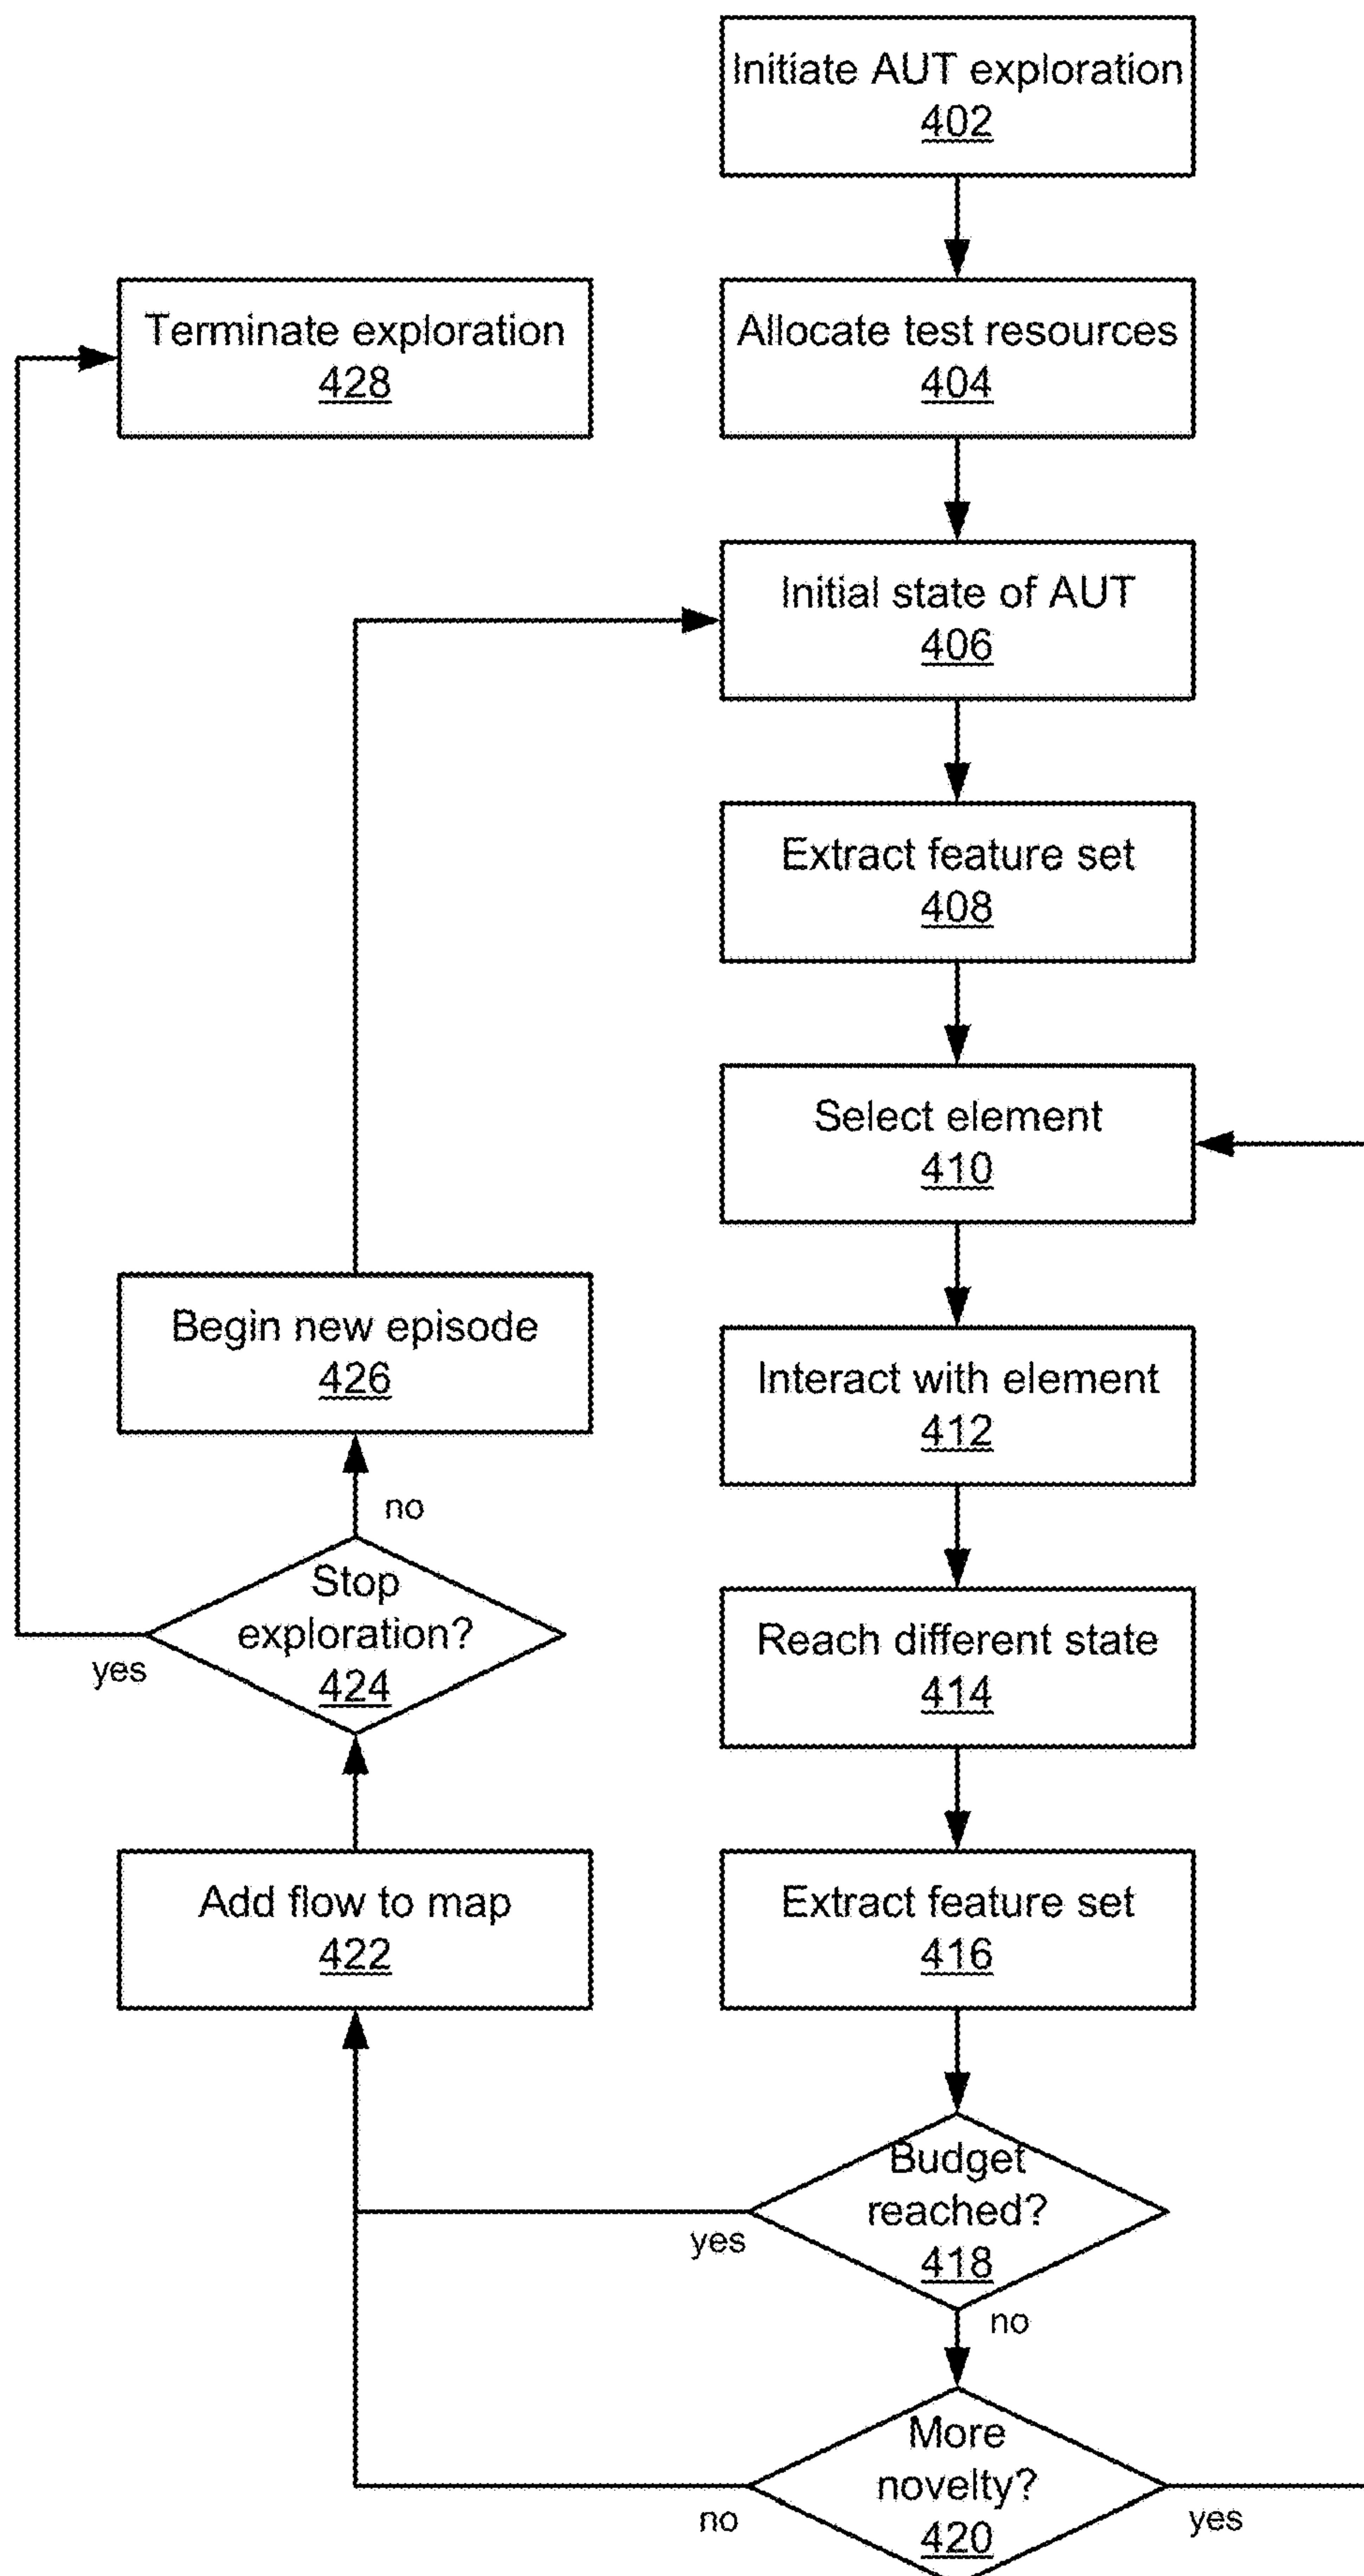 Initiate AUT exploration
402
Terminate exploration
428
Allocate test resources
404
Initial state of AUT
406
Extract feature set
408
Select element
410
Begin new episode
426
Interact with element
412
no
Stop
exploration?
424
yes
Reach different state
414
Add flow to map
422
Extract feature set
416
Budget
reached?
418
yes
no
More
novelty?
420
no
yes